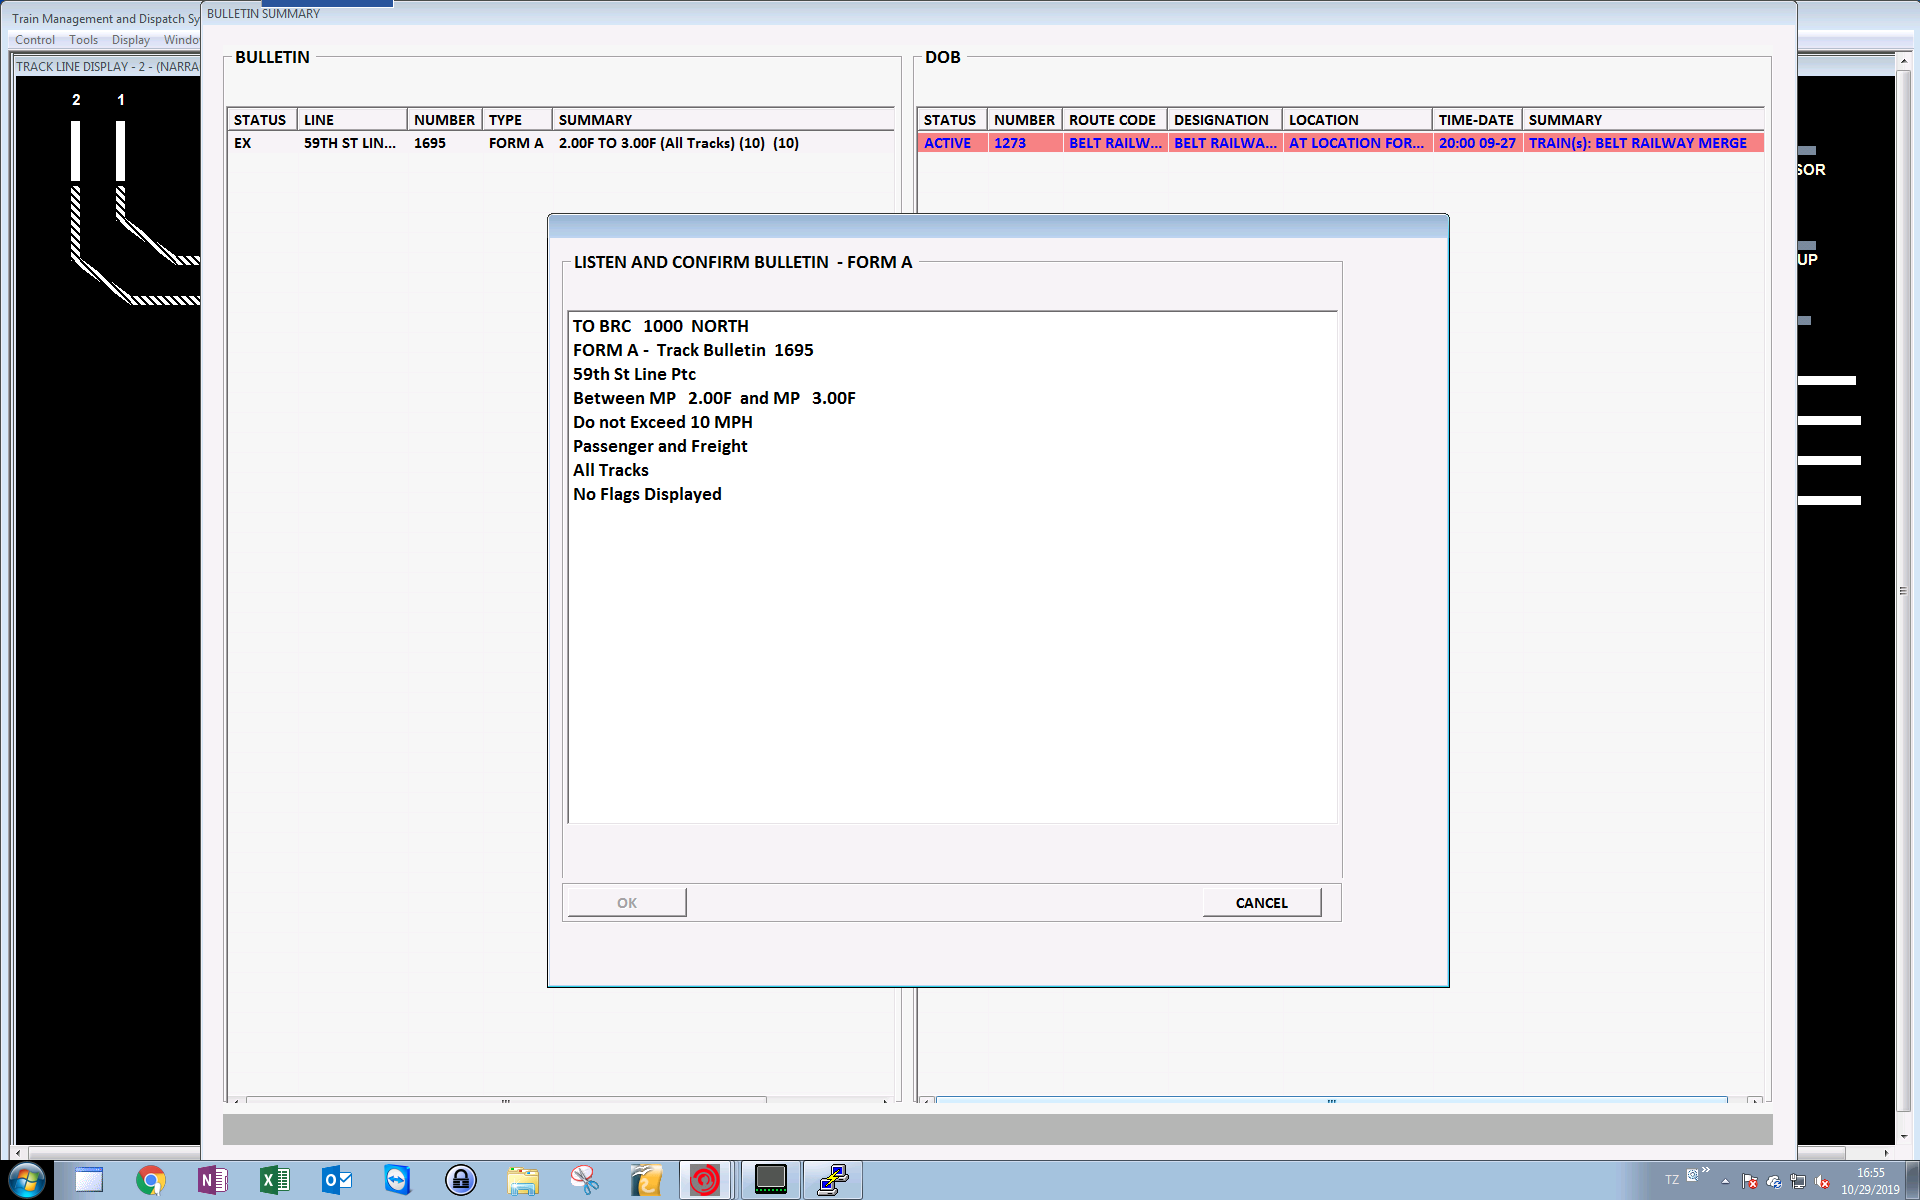 Train Management and Dispatch Sy
BULLETIN SUMMARY
Control Tools Display Windo
TRACK LINE DISPLAY - 2 - (NARRA
2 1
BULLETIN
STATUS LINE NUMBER TYPE SUMMARY
EX 59TH ST LIN... 1695 FORM A 2.00F TO 3.00F (All Tracks) (10) (10)
DOB
STATUS NUMBER ROUTE CODE DESIGNATION LOCATION TIME-DATE SUMMARY
ACTIVE 1273 BELT RAILW... BELT RAILWA... AT LOCATION FOR... 20:00 09-27 TRAIN(s): BELT RAILWAY MERGE
SOR
UP
LISTEN AND CONFIRM BULLETIN - FORM A
TO BRC 1000 NORTH
FORM A - Track Bulletin 1695
59th St Line Ptc
Between MP 2.00F and MP 3.00F
Do not Exceed 10 MPH
Passenger and Freight
All Tracks
No Flags Displayed
OK
CANCEL
TZ
16:55
10/29/2019